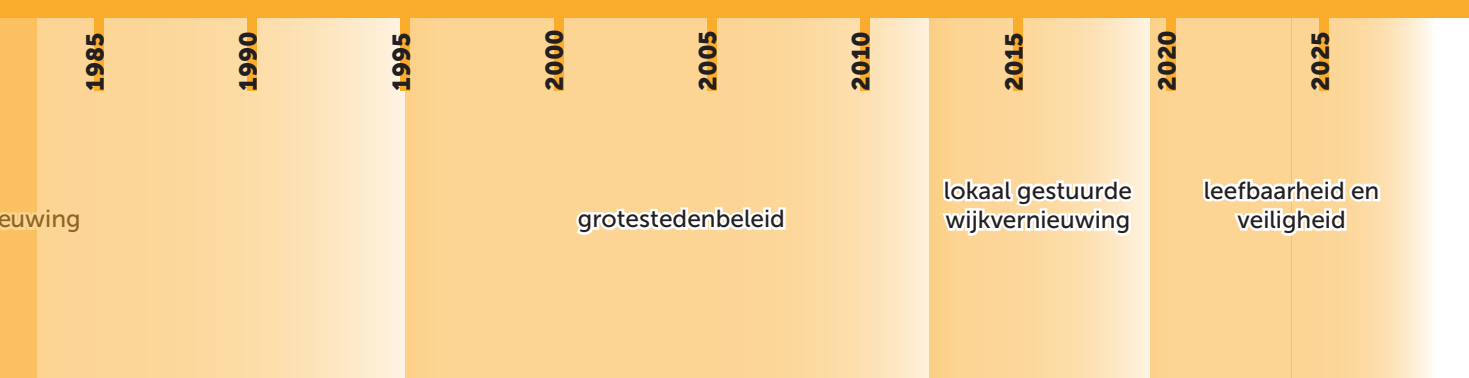 1985
1990
1995
2000
2005
2010
2015
2020
2025
euwing
grotestedenbeleid
lokaal gestuurde
wijkvernieuwing
leefbaarheid en
veiligheid